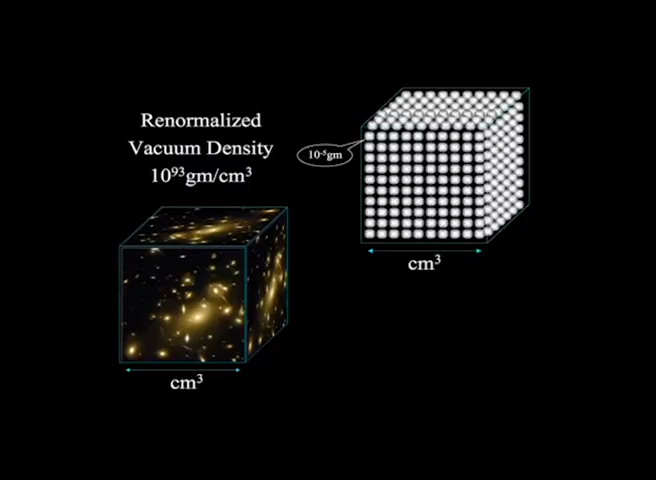 Renormalized
Vacuum Density
10⁹³gm/cm³
10⁻⁵gm
cm³
cm³